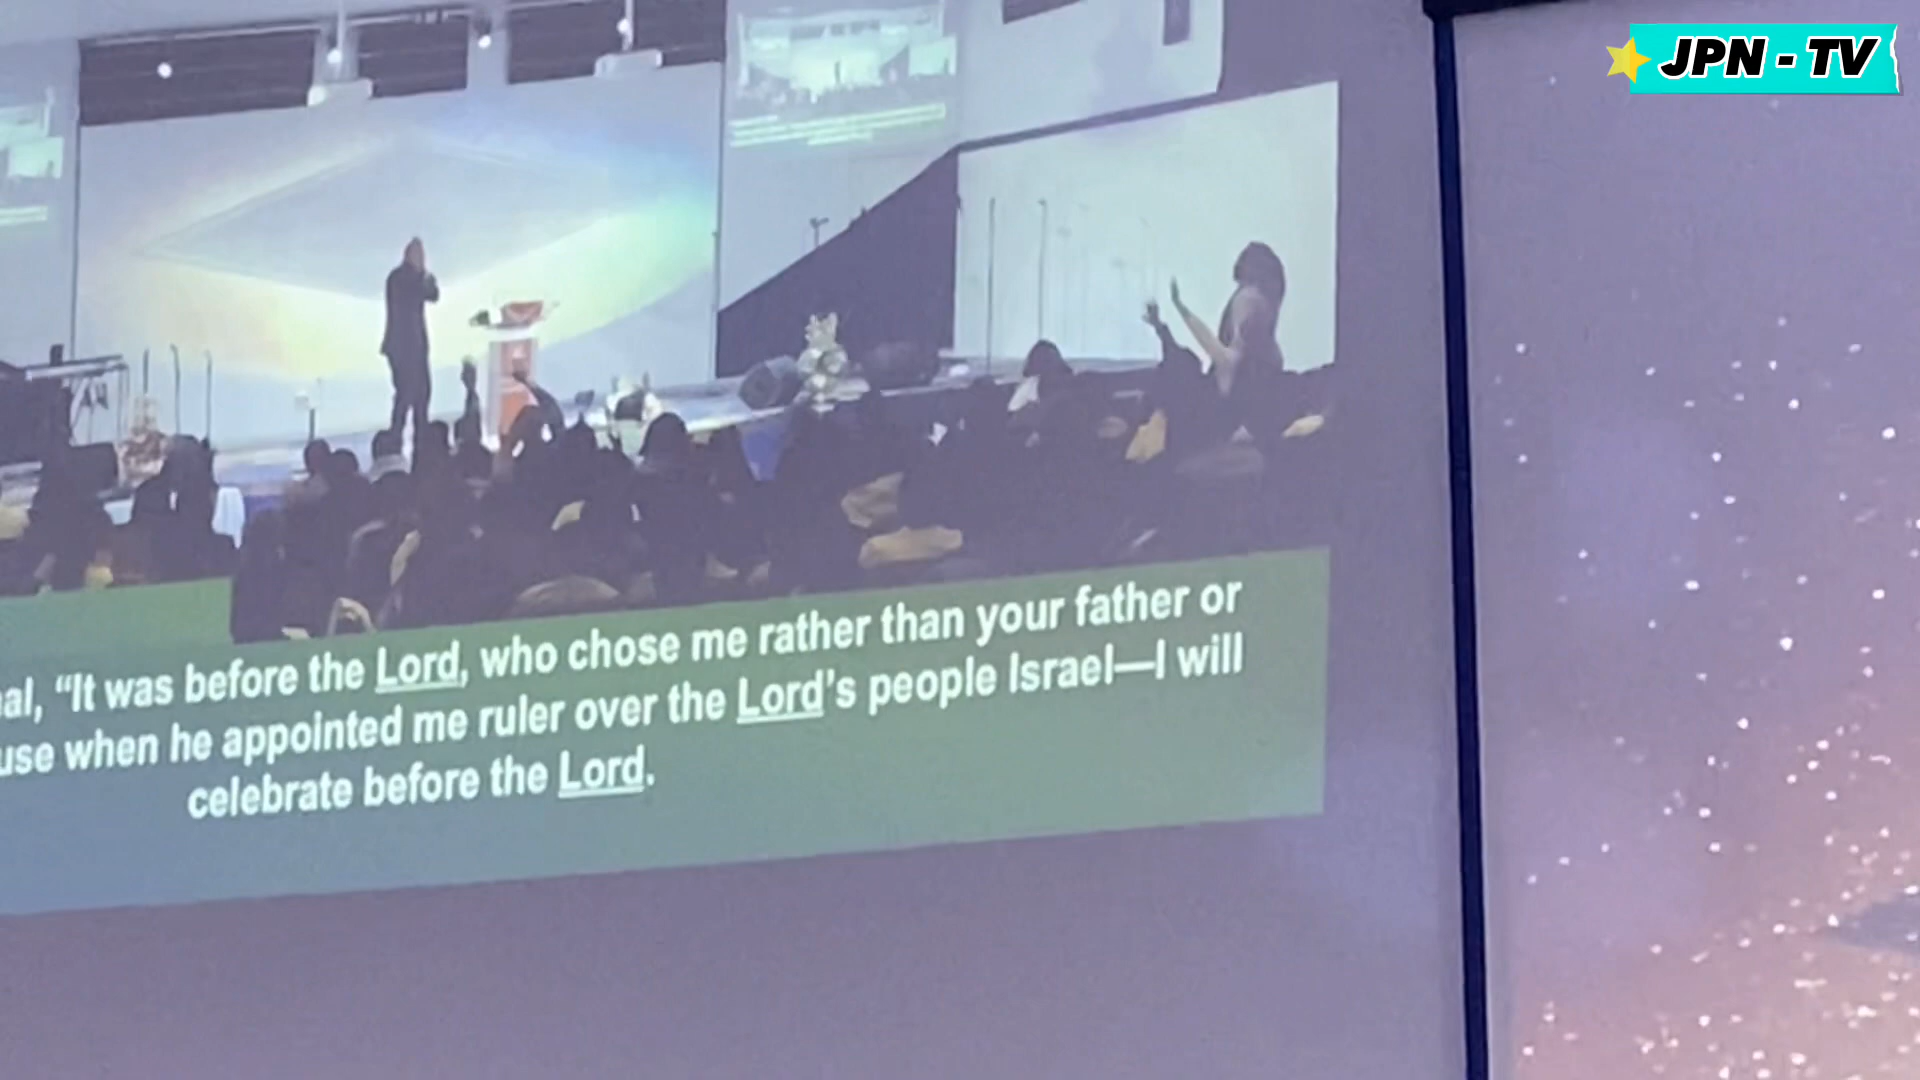 JPN - TV
al, “It was before the Lord, who chose me rather than your father or
use when he appointed me ruler over the Lord’s people Israel—I will
celebrate before the Lord.